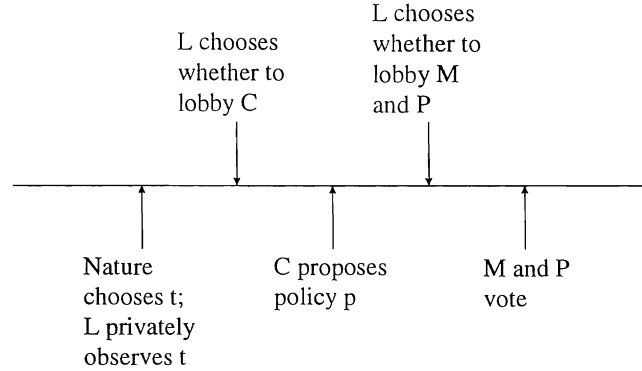 L chooses
whether to
lobby C
L chooses
whether to
lobby M
and P
Nature
chooses t;
L privately
observes t
C proposes
policy p
M and P
vote